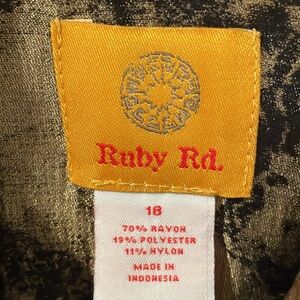 Ruby Rd.
18
70% RAYON
19% POLYESTER
11% NYLON
MADE IN
INDONESIA